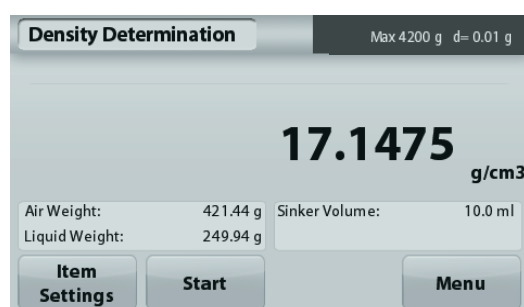 Density Determination
Max 4200 g d= 0.01 g
17.1475
g/cm3
Air Weight: 421.44 g
Liquid Weight: 249.94 g
Sinker Volume: 10.0 ml
Item
Settings
Start
Menu